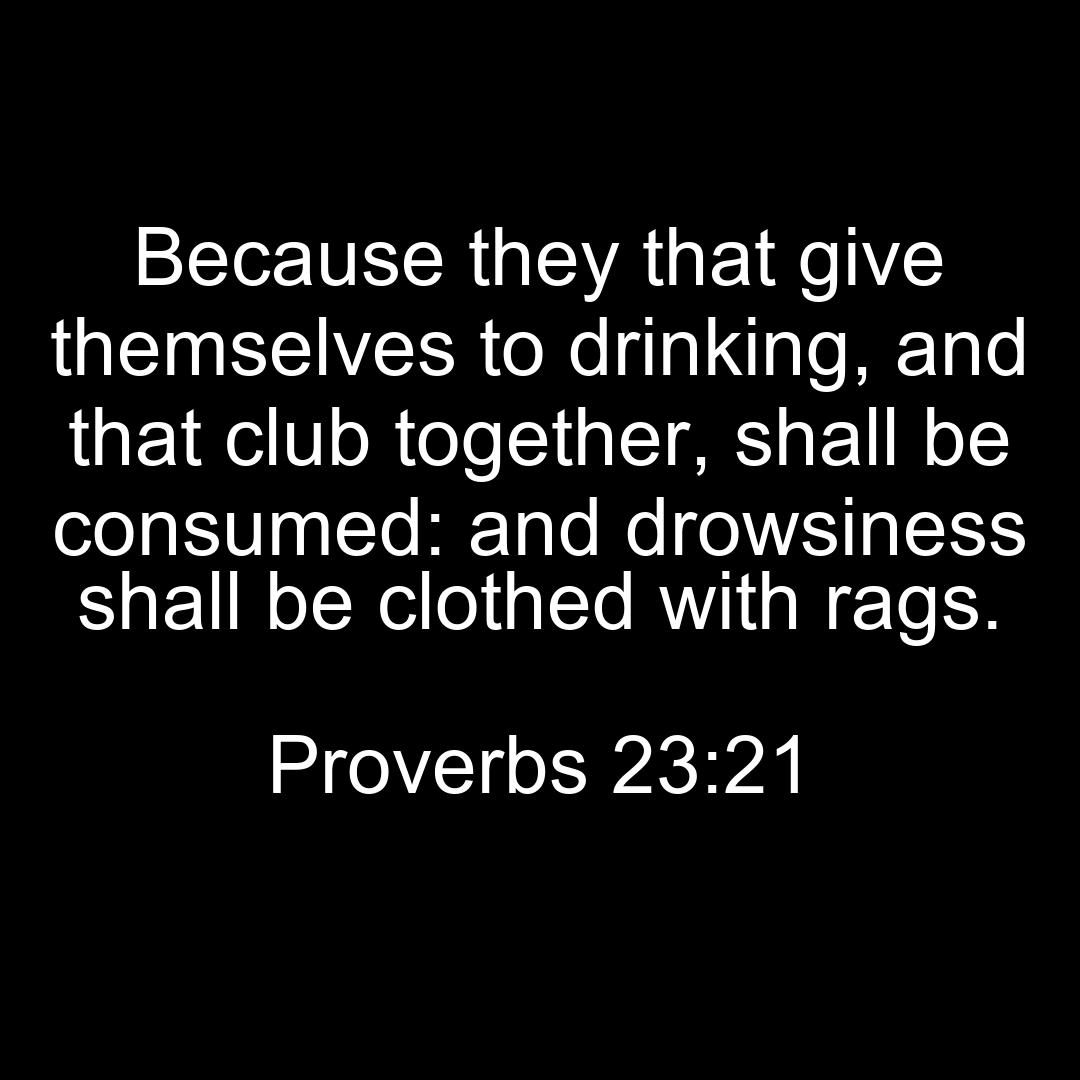 Because they that give
themselves to drinking, and
that club together, shall be
consumed: and drowsiness
shall be clothed with rags.
Proverbs 23:21